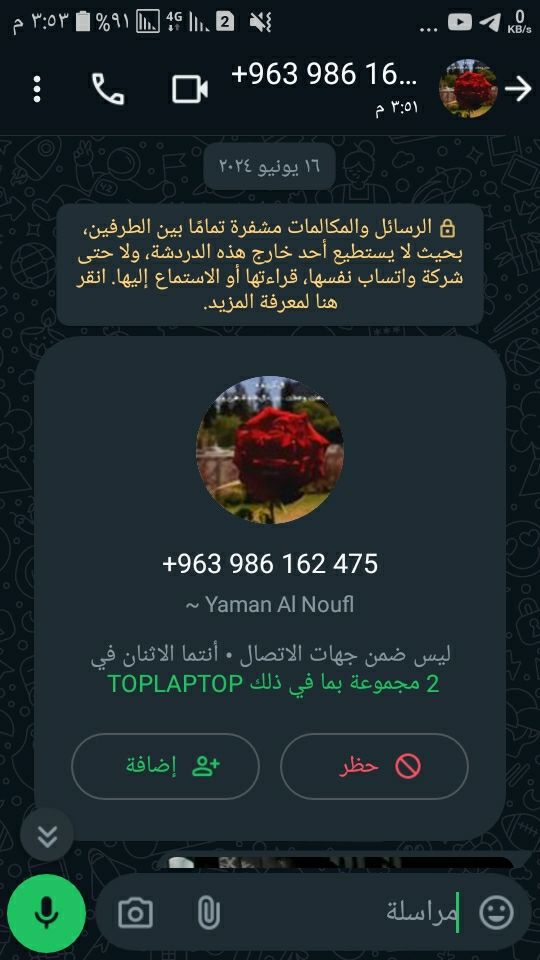 م ٣:٥٣ %٩١ 4G 2 ... 0 KB/s
+963 986 16...
٣:٥١ م
١٦ يونيو ٢٠٢٤
الرسائل والمكالمات مشفرة تمامًا بين الطرفين،
بحيث لا يستطيع أحد خارج هذه الدردشة، ولا حتى
شركة واتساب نفسها، قراءتها أو الاستماع إليها. انقر
هنا لمعرفة المزيد.
+963 986 162 475
~ Yaman Al Noufl
ليس ضمن جهات الاتصال • أنتما الاثنان في
2 مجموعة بما في ذلك TOPLAPTOP
حظر
إضافة
مراسلة